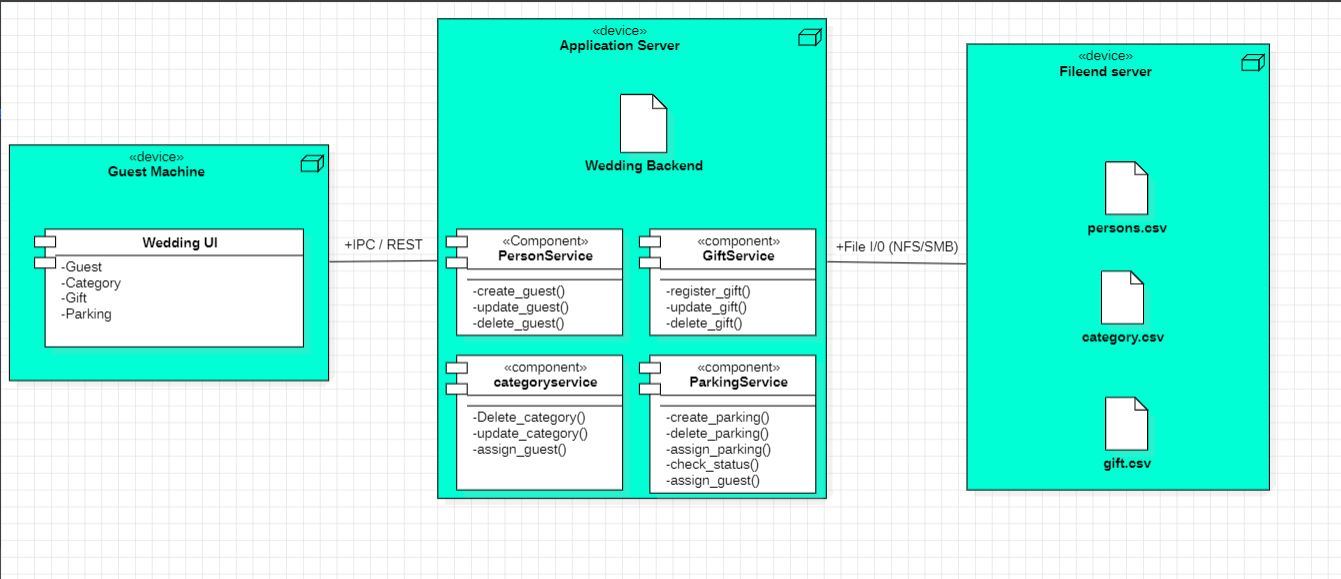 «device»
Guest Machine
Wedding UI
-Guest
-Category
-Gift
-Parking
+IPC / REST
«device»
Application Server
Wedding Backend
«Component»
PersonService
-create_guest()
-update_guest()
-delete_guest()
«component»
GiftService
-register_gift()
-update_gift()
-delete_gift()
«component»
categoryservice
-Delete_category()
-update_category()
-assign_guest()
«component»
ParkingService
-create_parking()
-delete_parking()
-assign_parking()
-check_status()
-assign_guest()
+File I/0 (NFS/SMB)
«device»
Fileend server
persons.csv
category.csv
gift.csv